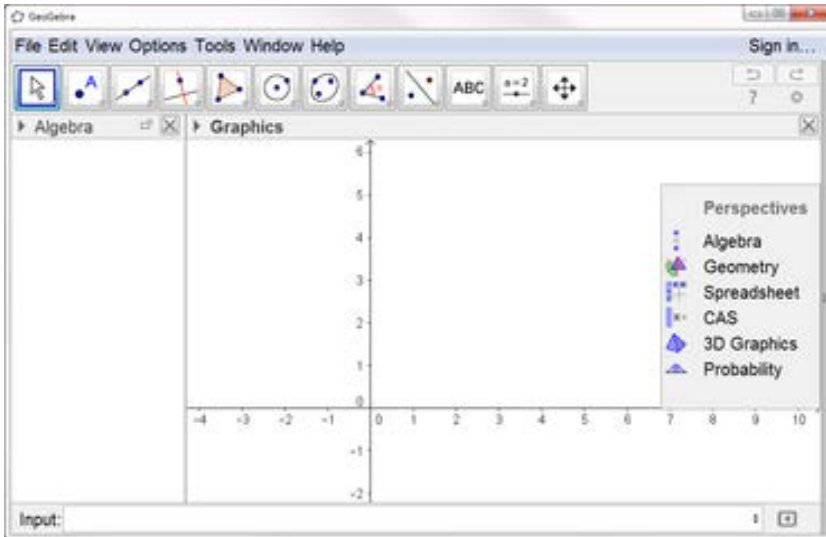 GeoGebra
File Edit View Options Tools Window Help Sign in...
A ABC a=2
?
Algebra Graphics
6
5
4
3
2
1
0
-4 -3 -2 -1 0 1 2 3 4 5 6 7 8 9 10
-1
-2
Perspectives
Algebra
Geometry
Spreadsheet
CAS
3D Graphics
Probability
Input: